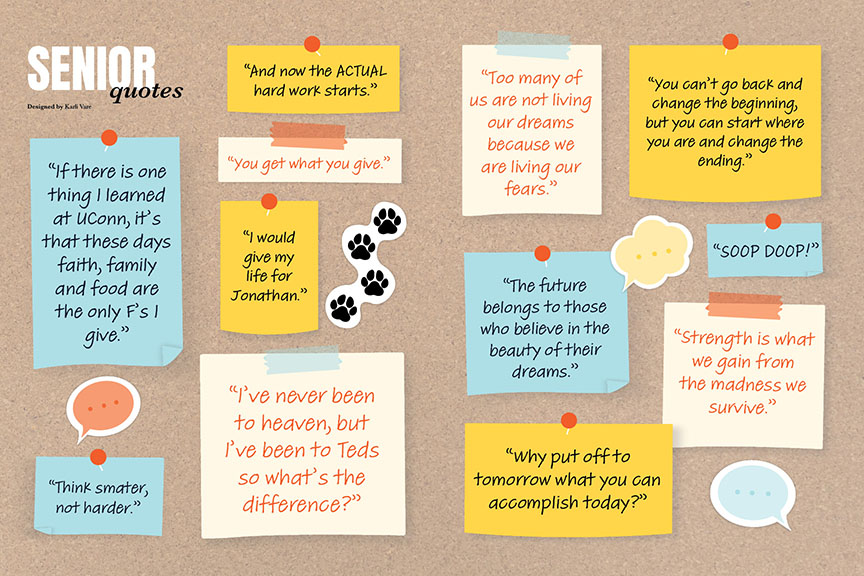 SENIOR
quotes
Designed by Karli Vare
“If there is one
thing I learned
at UConn, it’s
that these days
faith, family
and food are
the only F’s I
give.”
“Think smater,
not harder.”
“And now the ACTUAL
hard work starts.”
“You get what you give.”
“I would
give my
life for
Jonathan.”
“I’ve never been
to heaven, but
I’ve been to Teds
so what’s the
difference?”
“Too many of
us are not living
our dreams
because we
are living our
fears.”
“You can’t go back and
change the beginning,
but you can start where
you are and change the
ending.”
“The future
belongs to those
who believe in the
beauty of their
dreams.”
“SOOP DOOP!”
“Strength is what
we gain from
the madness we
survive.”
“Why put off to
tomorrow what you can
accomplish today?”